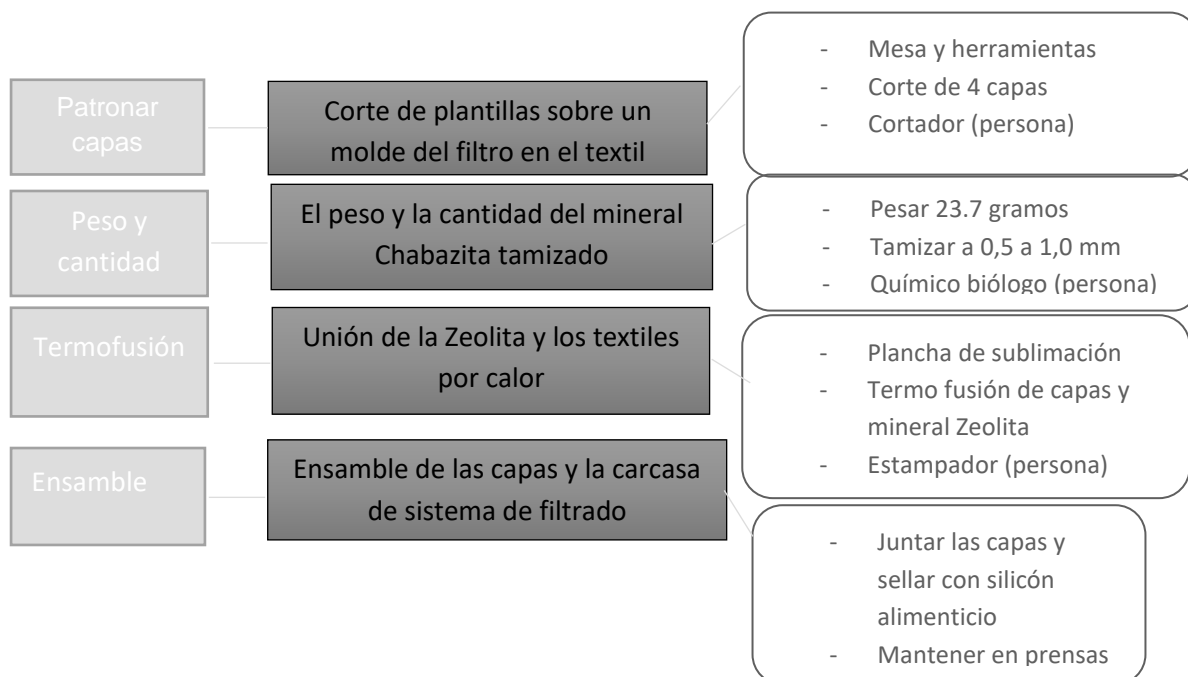 Patronar
capas
Corte de plantillas sobre un
molde del filtro en el textil
- Mesa y herramientas
- Corte de 4 capas
- Cortador (persona)
Peso y
cantidad
El peso y la cantidad del mineral
Chabazita tamizado
- Pesar 23.7 gramos
- Tamizar a 0,5 a 1,0 mm
- Químico biólogo (persona)
Termofusión
Unión de la Zeolita y los textiles
por calor
- Plancha de sublimación
- Termo fusión de capas y
mineral Zeolita
- Estampador (persona)
Ensamble
Ensamble de las capas y la carcasa
de sistema de filtrado
- Juntar las capas y
sellar con silicón
alimenticio
- Mantener en prensas